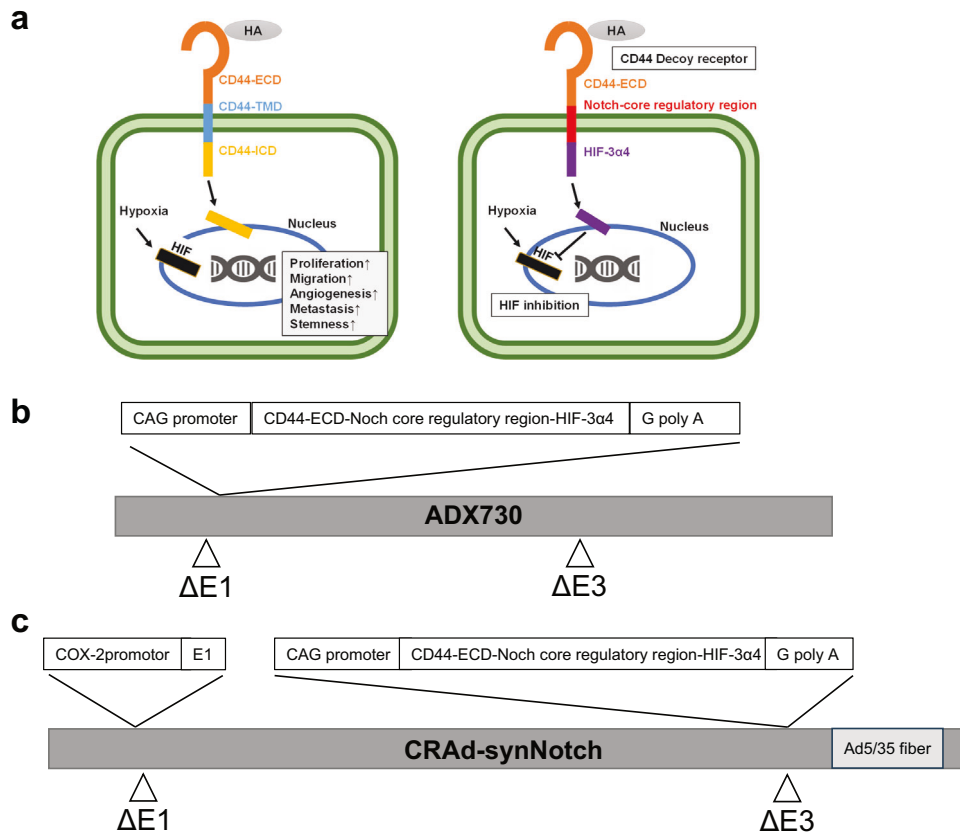 a
HA
CD44-ECD
CD44-TMD
CD44-ICD
Hypoxia
HIF
Nucleus
Proliferation↑
Migration↑
Angiogenesis↑
Metastasis↑
Stemness↑
HA
CD44 Decoy receptor
CD44-ECD
Notch-core regulatory region
HIF-3α4
Hypoxia
HIF
Nucleus
HIF inhibition
b
CAG promoter
CD44-ECD-Noch core regulatory region-HIF-3α4
G poly A
ADX730
ΔE1
ΔE3
c
COX-2promotor
E1
CAG promoter
CD44-ECD-Noch core regulatory region-HIF-3α4
G poly A
CRAd-synNotch
Ad5/35 fiber
ΔE1
ΔE3